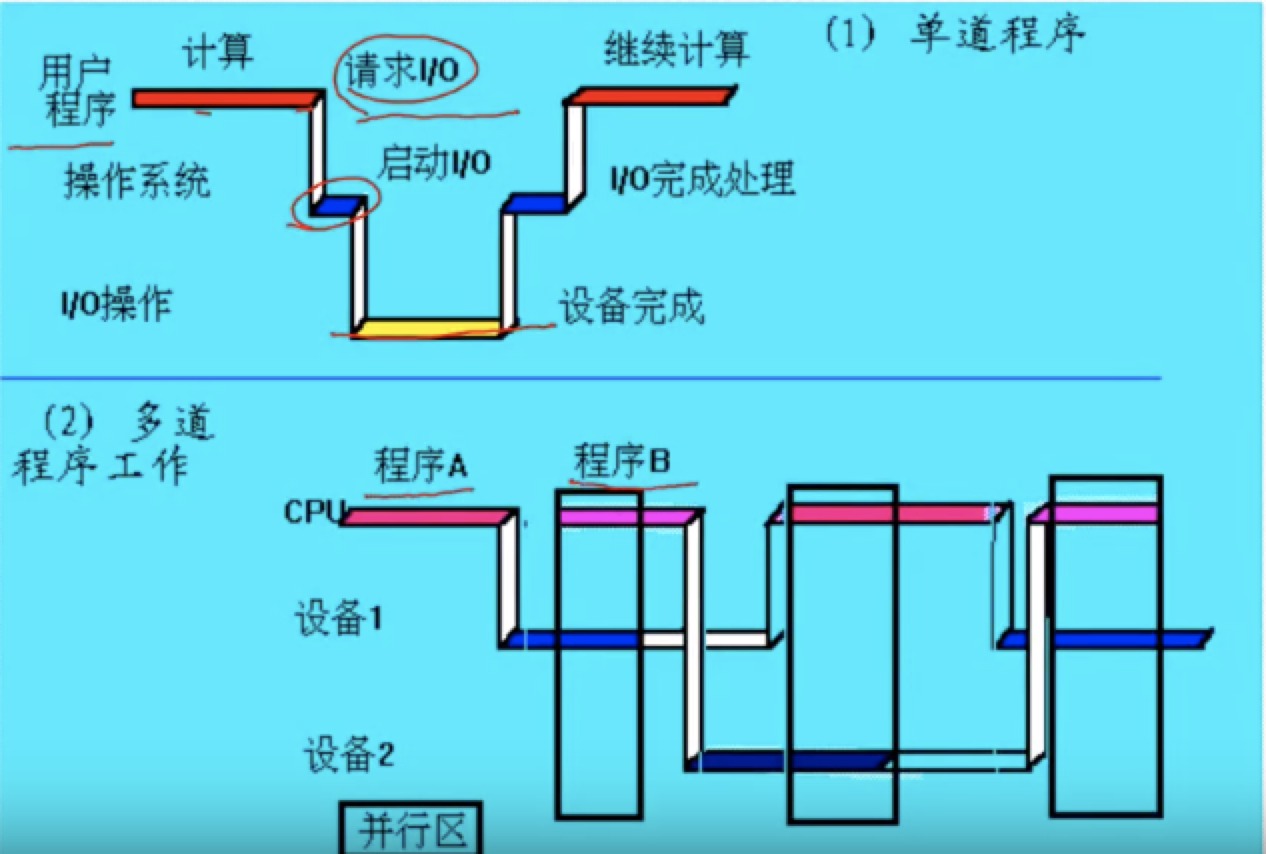 (1) 单道程序
计算
请求I/O
继续计算
用户
程序
启动I/O
操作系统
I/O完成处理
I/O操作
设备完成
(2) 多道
程序工作
程序A
程序B
CPU
设备1
设备2
并行区